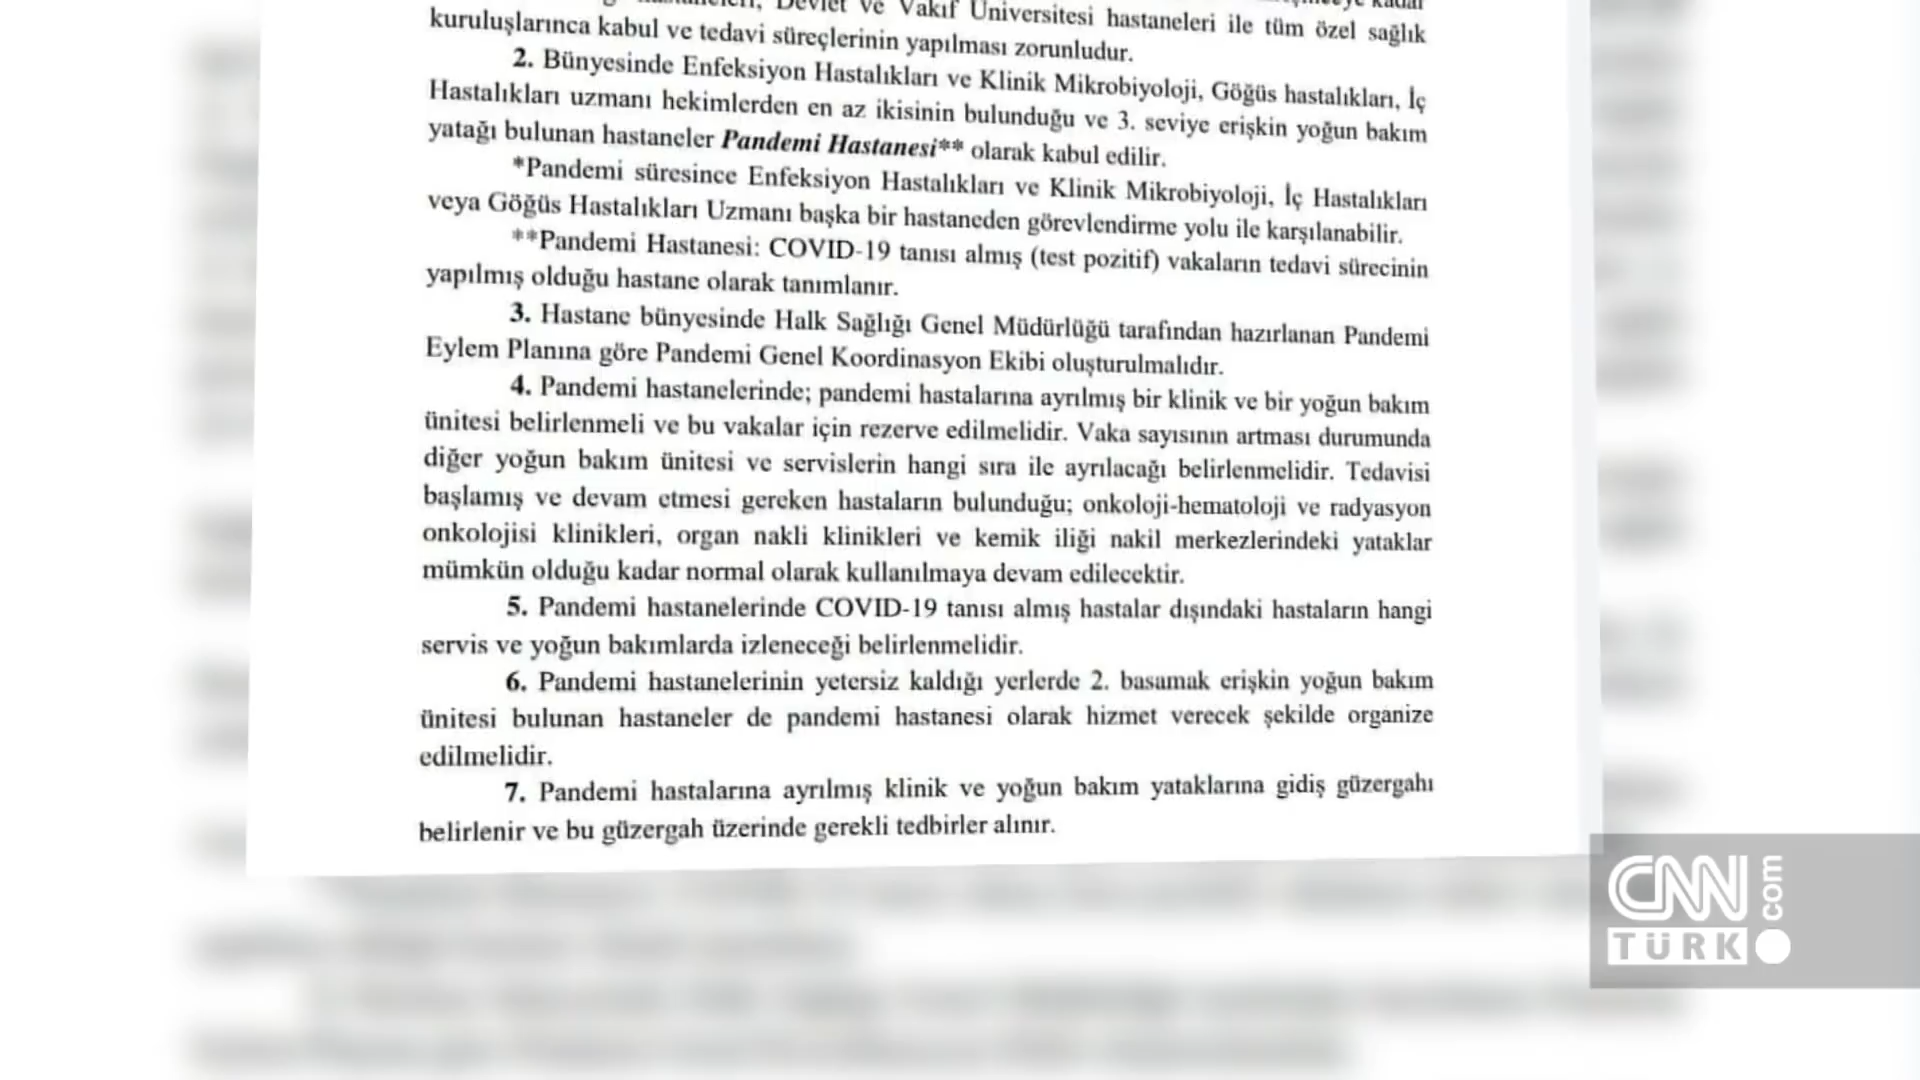 Devlet ve Vakıf Üniversitesi hastaneleri ile tüm özel sağlık
kuruluşlarınca kabul ve tedavi süreçlerinin yapılması zorunludur.
2. Bünyesinde Enfeksiyon Hastalıkları ve Klinik Mikrobiyoloji, Göğüs hastalıkları, İç
Hastalıkları uzmanı hekimlerden en az ikisinin bulunduğu ve 3. seviye erişkin yoğun bakım
yatağı bulunan hastaneler Pandemi Hastanesi** olarak kabul edilir.
*Pandemi süresince Enfeksiyon Hastalıkları ve Klinik Mikrobiyoloji, İç Hastalıkları
veya Göğüs Hastalıkları Uzmanı başka bir hastaneden görevlendirme yolu ile karşılanabilir.
**Pandemi Hastanesi: COVID-19 tanısı almış (test pozitif) vakaların tedavi sürecinin
yapılmış olduğu hastane olarak tanımlanır.
3. Hastane bünyesinde Halk Sağlığı Genel Müdürlüğü tarafından hazırlanan Pandemi
Eylem Planına göre Pandemi Genel Koordinasyon Ekibi oluşturulmalıdır.
4. Pandemi hastanelerinde; pandemi hastalarına ayrılmış bir klinik ve bir yoğun bakım
ünitesi belirlenmeli ve bu vakalar için rezerve edilmelidir. Vaka sayısının artması durumunda
diğer yoğun bakım ünitesi ve servislerin hangi sıra ile ayrılacağı belirlenmelidir. Tedavisi
başlamış ve devam etmesi gereken hastaların bulunduğu; onkoloji-hematoloji ve radyasyon
onkolojisi klinikleri, organ nakli klinikleri ve kemik iliği nakil merkezlerindeki yataklar
mümkün olduğu kadar normal olarak kullanılmaya devam edilecektir.
5. Pandemi hastanelerinde COVID-19 tanısı almış hastalar dışındaki hastaların hangi
servis ve yoğun bakımlarda izleneceği belirlenmelidir.
6. Pandemi hastanelerinin yetersiz kaldığı yerlerde 2. basamak erişkin yoğun bakım
ünitesi bulunan hastaneler de pandemi hastanesi olarak hizmet verecek şekilde organize
edilmelidir.
7. Pandemi hastalarına ayrılmış klinik ve yoğun bakım yataklarına gidiş güzergahı
belirlenir ve bu güzergah üzerinde gerekli tedbirler alınır.
CNN
TÜRK
com